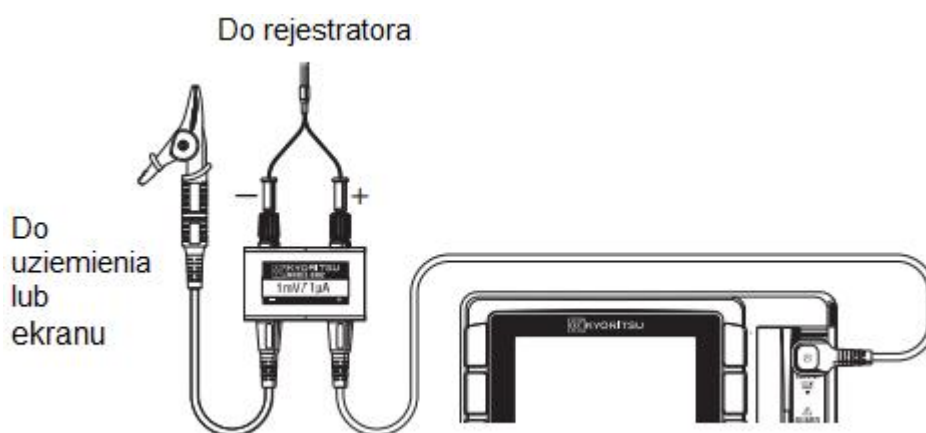 Do rejestratora
− +
Do
uziemienia
lub
ekranu
KYORITSU
1mV/1µA
KYORITSU